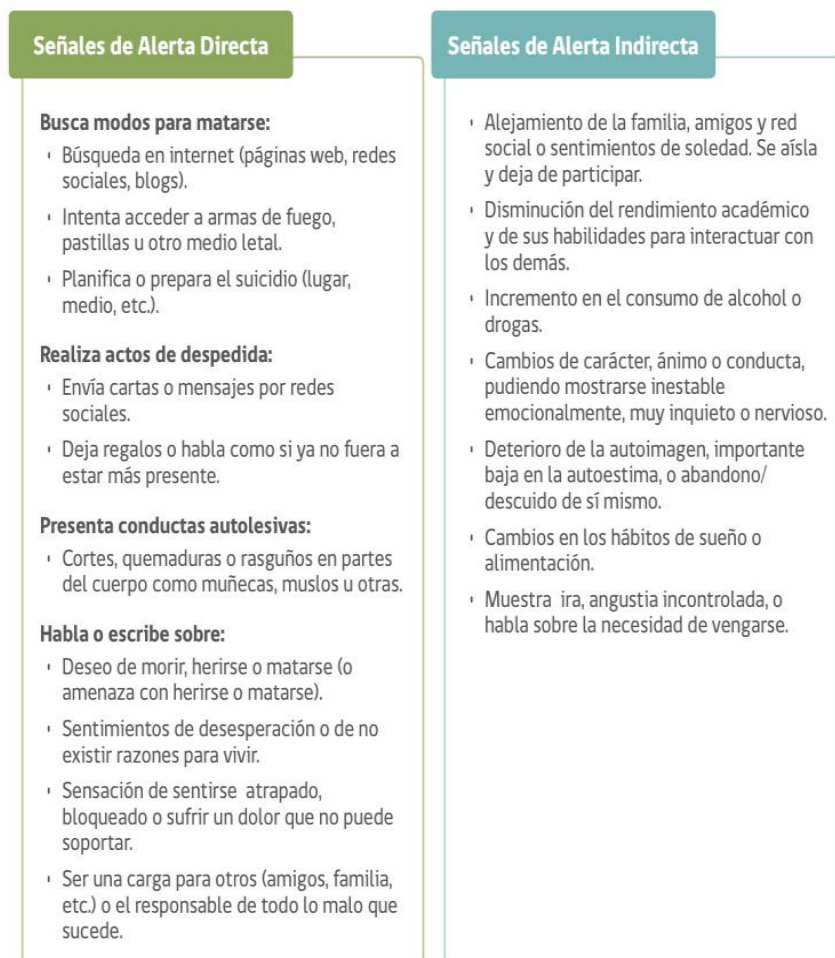 Señales de Alerta Directa
Busca modos para matarse:
Búsqueda en internet (páginas web, redes
sociales, blogs).
Intenta acceder a armas de fuego,
pastillas u otro medio letal.
Planifica o prepara el suicidio (lugar,
medio, etc.).
Realiza actos de despedida:
Envía cartas o mensajes por redes
sociales.
Deja regalos o habla como si ya no fuera a
estar más presente.
Presenta conductas autolesivas:
Cortes, quemaduras o rasguños en partes
del cuerpo como muñecas, muslos u otras.
Habla o escribe sobre:
Deseo de morir, herirse o matarse (o
amenaza con herirse o matarse).
Sentimientos de desesperación o de no
existir razones para vivir.
Sensación de sentirse atrapado,
bloqueado o sufrir un dolor que no puede
soportar.
Ser una carga para otros (amigos, familia,
etc.) o el responsable de todo lo malo que
sucede.
Señales de Alerta Indirecta
Alejamiento de la familia, amigos y red
social o sentimientos de soledad. Se aísla
y deja de participar.
Disminución del rendimiento académico
y de sus habilidades para interactuar con
los demás.
Incremento en el consumo de alcohol o
drogas.
Cambios de carácter, ánimo o conducta,
pudiendo mostrarse inestable
emocionalmente, muy inquieto o nervioso.
Deterioro de la autoimagen, importante
baja en la autoestima, o abandono/
descuido de sí mismo.
Cambios en los hábitos de sueño o
alimentación.
Muestra ira, angustia incontrolada, o
habla sobre la necesidad de vengarse.